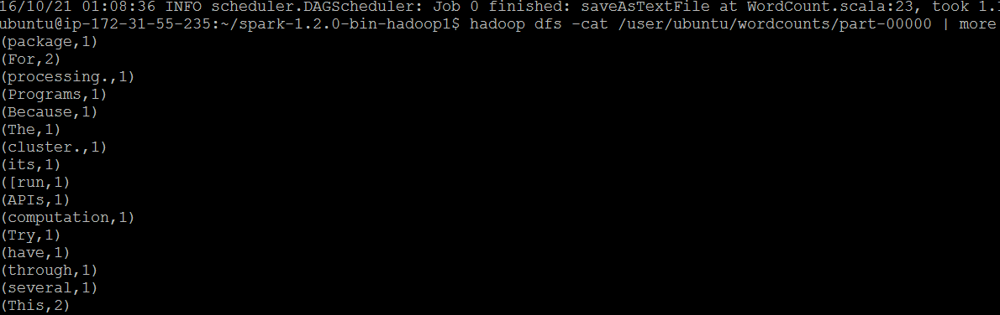 16/10/21 01:08:36 INFO scheduler.DAGScheduler: Job 0 finished: saveAsTextFile at WordCount.scala:23, took 1.
ubuntu@ip-172-31-55-235:~/spark-1.2.0-bin-hadoop1$ hadoop dfs -cat /user/ubuntu/wordcounts/part-00000 | more
(package,1)
(For,2)
(processing.,1)
(Programs,1)
(Because,1)
(The,1)
(cluster.,1)
(its,1)
([run,1)
(APIs,1)
(computation,1)
(Try,1)
(have,1)
(through,1)
(several,1)
(This,2)